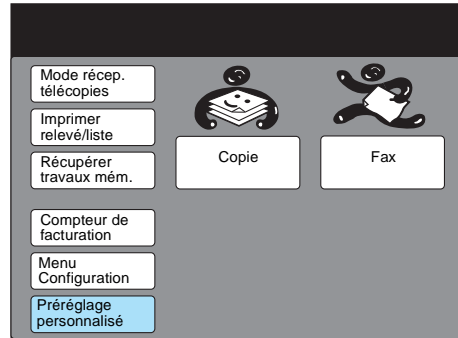 Mode récep.
télécopies
Imprimer
relevé/liste
Récupérer
travaux mém.
Compteur de
facturation
Menu
Configuration
Préréglage
personnalisé
Copie
Fax